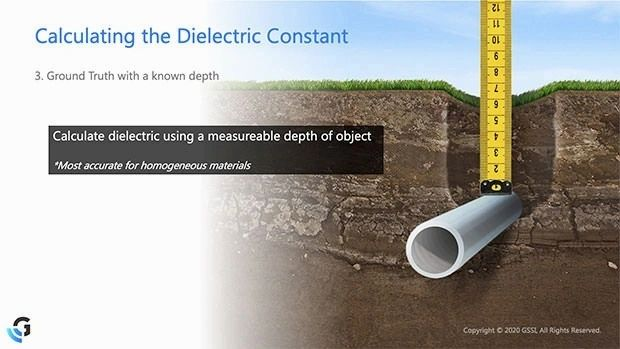 Calculating the Dielectric Constant
3. Ground Truth with a known depth
Calculate dielectric using a measureable depth of object
*Most accurate for homogeneous materials
12
11
10
9
8
7
6
5
4
3
2
G
Copyright © 2020 GSSI, All Rights Reserved.